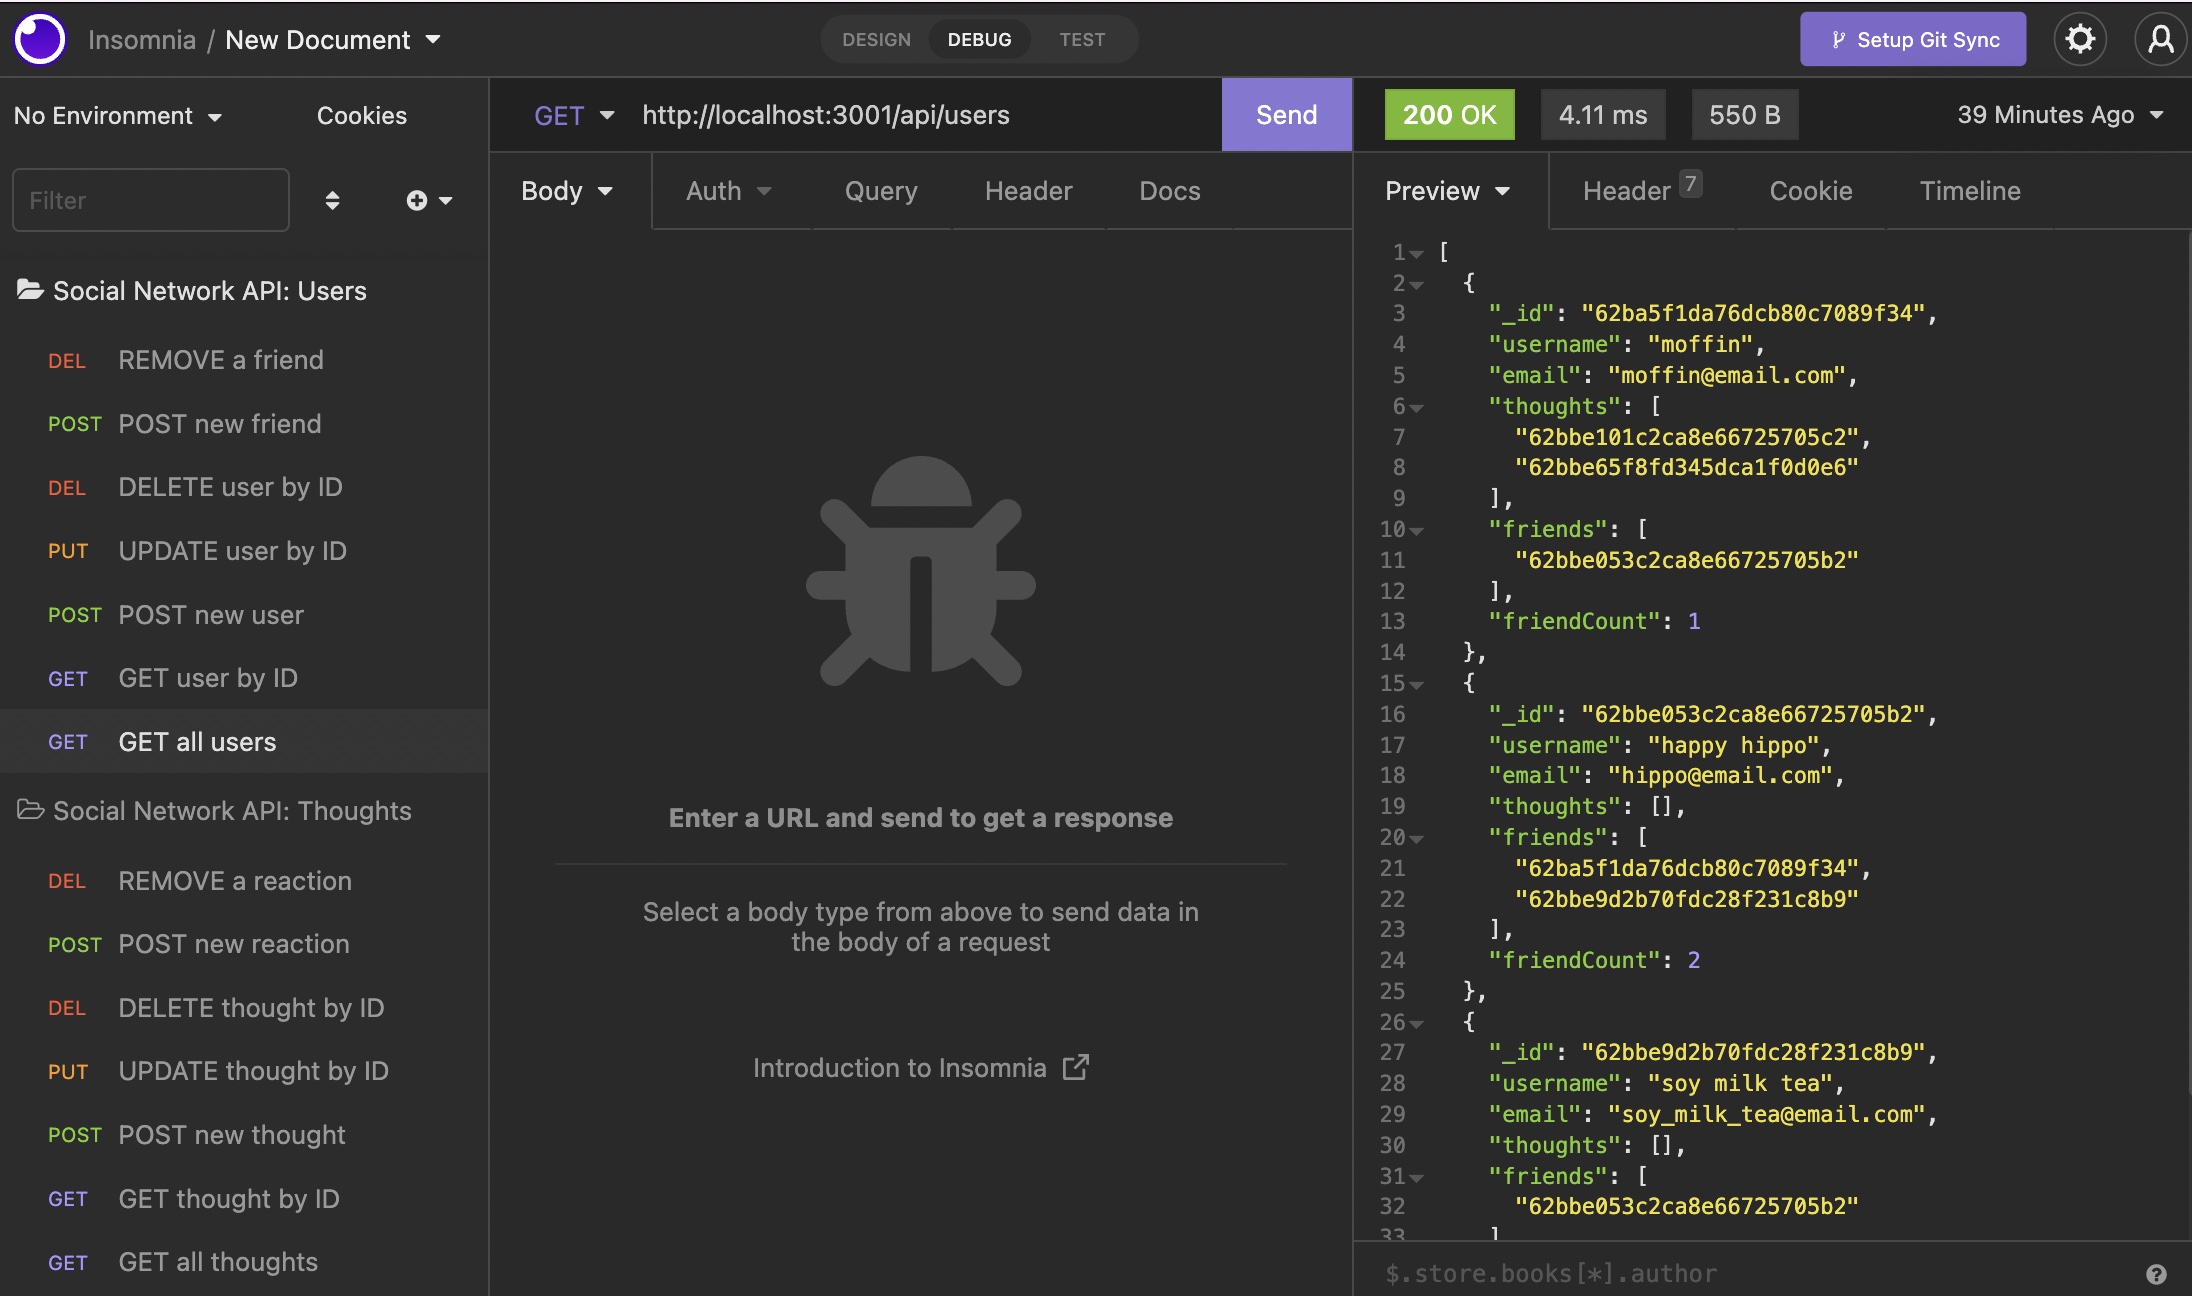 Insomnia / New Document
DESIGN DEBUG TEST
Setup Git Sync
No Environment
Cookies
Filter
Social Network API: Users
DEL REMOVE a friend
POST POST new friend
DEL DELETE user by ID
PUT UPDATE user by ID
POST POST new user
GET GET user by ID
GET GET all users
Social Network API: Thoughts
DEL REMOVE a reaction
POST POST new reaction
DEL DELETE thought by ID
PUT UPDATE thought by ID
POST POST new thought
GET GET thought by ID
GET GET all thoughts
GET http://localhost:3001/api/users Send
Body Auth Query Header Docs
Enter a URL and send to get a response
Select a body type from above to send data in
the body of a request
Introduction to Insomnia
200 OK 4.11 ms 550 B 39 Minutes Ago
Preview Header 7 Cookie Timeline
1 [
2 {
3 "_id": "62ba5f1da76dcb80c7089f34",
4 "username": "moffin",
5 "email": "moffin@email.com",
6 "thoughts": [
7 "62bbe101c2ca8e66725705c2",
8 "62bbe65f8fd345dca1f0d0e6"
9 ],
10 "friends": [
11 "62bbe053c2ca8e66725705b2"
12 ],
13 "friendCount": 1
14 },
15 {
16 "_id": "62bbe053c2ca8e66725705b2",
17 "username": "happy hippo",
18 "email": "hippo@email.com",
19 "thoughts": [],
20 "friends": [
21 "62ba5f1da76dcb80c7089f34",
22 "62bbe9d2b70fdc28f231c8b9"
23 ],
24 "friendCount": 2
25 },
26 {
27 "_id": "62bbe9d2b70fdc28f231c8b9",
28 "username": "soy milk tea",
29 "email": "soy_milk_tea@email.com",
30 "thoughts": [],
31 "friends": [
32 "62bbe053c2ca8e66725705b2"
33 ]
$.store.books[*].author